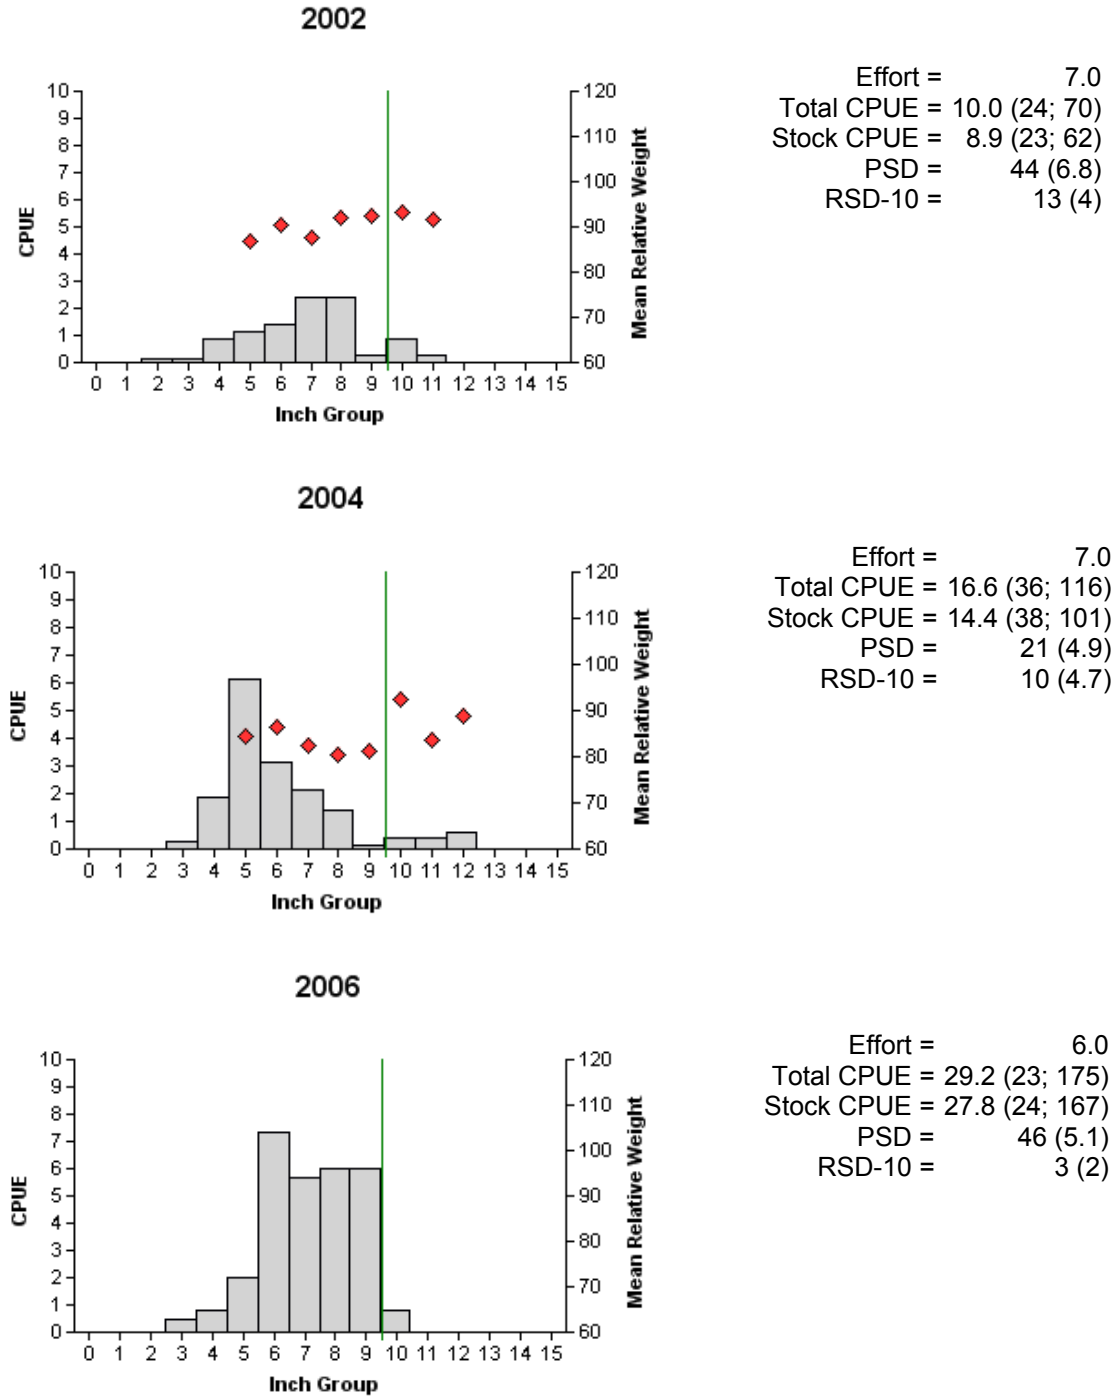 2002
Effort = 7.0
Total CPUE = 10.0 (24; 70)
Stock CPUE = 8.9 (23; 62)
PSD = 44 (6.8)
RSD-10 = 13 (4)
10
9
8
7
6
5
4
3
2
1
0
CPUE
120
110
100
90
80
70
60
Mean Relative Weight
0 1 2 3 4 5 6 7 8 9 10 11 12 13 14 15
Inch Group
2004
Effort = 7.0
Total CPUE = 16.6 (36; 116)
Stock CPUE = 14.4 (38; 101)
PSD = 21 (4.9)
RSD-10 = 10 (4.7)
10
9
8
7
6
5
4
3
2
1
0
CPUE
120
110
100
90
80
70
60
Mean Relative Weight
0 1 2 3 4 5 6 7 8 9 10 11 12 13 14 15
Inch Group
2006
Effort = 6.0
Total CPUE = 29.2 (23; 175)
Stock CPUE = 27.8 (24; 167)
PSD = 46 (5.1)
RSD-10 = 3 (2)
10
9
8
7
6
5
4
3
2
1
0
CPUE
120
110
100
90
80
70
60
Mean Relative Weight
0 1 2 3 4 5 6 7 8 9 10 11 12 13 14 15
Inch Group